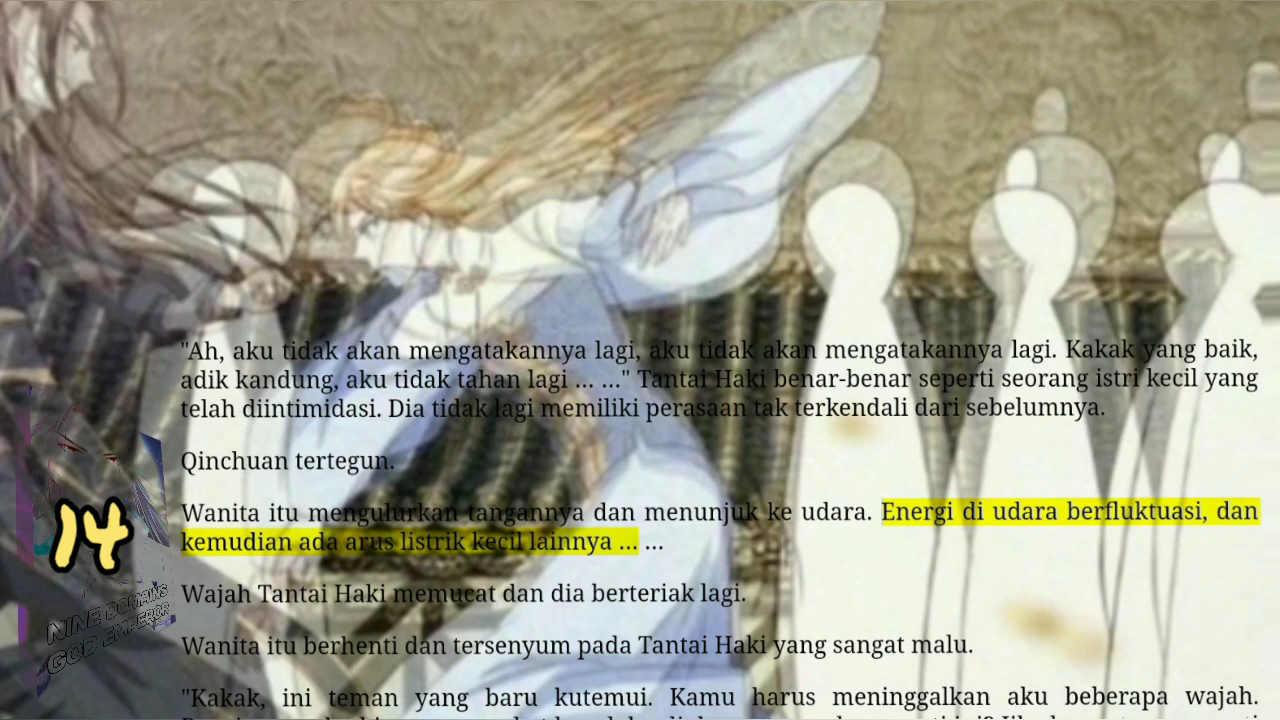 "Ah, aku tidak akan mengatakannya lagi, aku tidak akan mengatakannya lagi. Kakak yang baik,
adik kandung, aku tidak tahan lagi ... ..." Tantai Haki benar-benar seperti seorang istri kecil yang
telah diintimidasi. Dia tidak lagi memiliki perasaan tak terkendali dari sebelumnya.
Qinchuan tertegun.
Wanita itu mengulurkan tangannya dan menunjuk ke udara. Energi di udara berfluktuasi, dan
kemudian ada arus listrik kecil lainnya ... ...
Wajah Tantai Haki memucat dan dia berteriak lagi.
Wanita itu berhenti dan tersenyum pada Tantai Haki yang sangat malu.
"Kakak, ini teman yang baru kutemui. Kamu harus meninggalkan aku beberapa wajah.
14
NINE
GOD EMPEROR